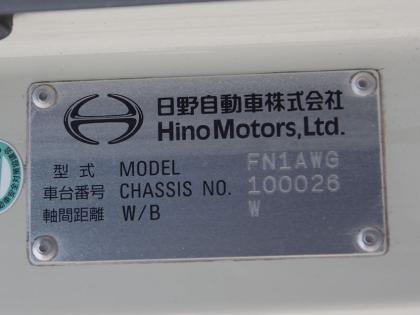 日野自動車株式会社
Hino Motors, Ltd.
型式 MODEL FN1AWG
車台番号 CHASSIS NO. 100026
軸間距離 W/B W